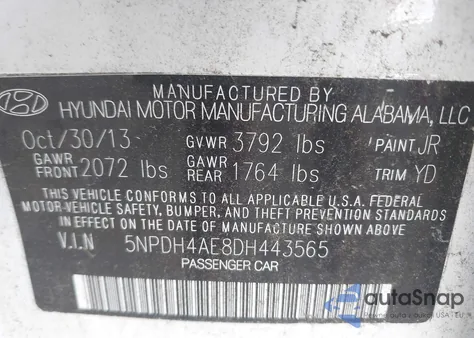 MANUFACTURED BY
HYUNDAI MOTOR MANUFACTURING ALABAMA, LLC
Oct/30/13 GVWR 3792 lbs PAINT JR
GAWR FRONT 2072 lbs GAWR REAR 1764 lbs TRIM YD
THIS VEHICLE CONFORMS TO ALL APPLICABLE U.S.A. FEDERAL
MOTOR-VEHICLE SAFETY, BUMPER, AND THEFT PREVENTION
STANDARDS IN EFFECT ON THE DATE OF MANUFACTURE SHOWN ABOVE
V.I.N 5NPDH4AE8DH443565
PASSENGER CAR
autoSnap